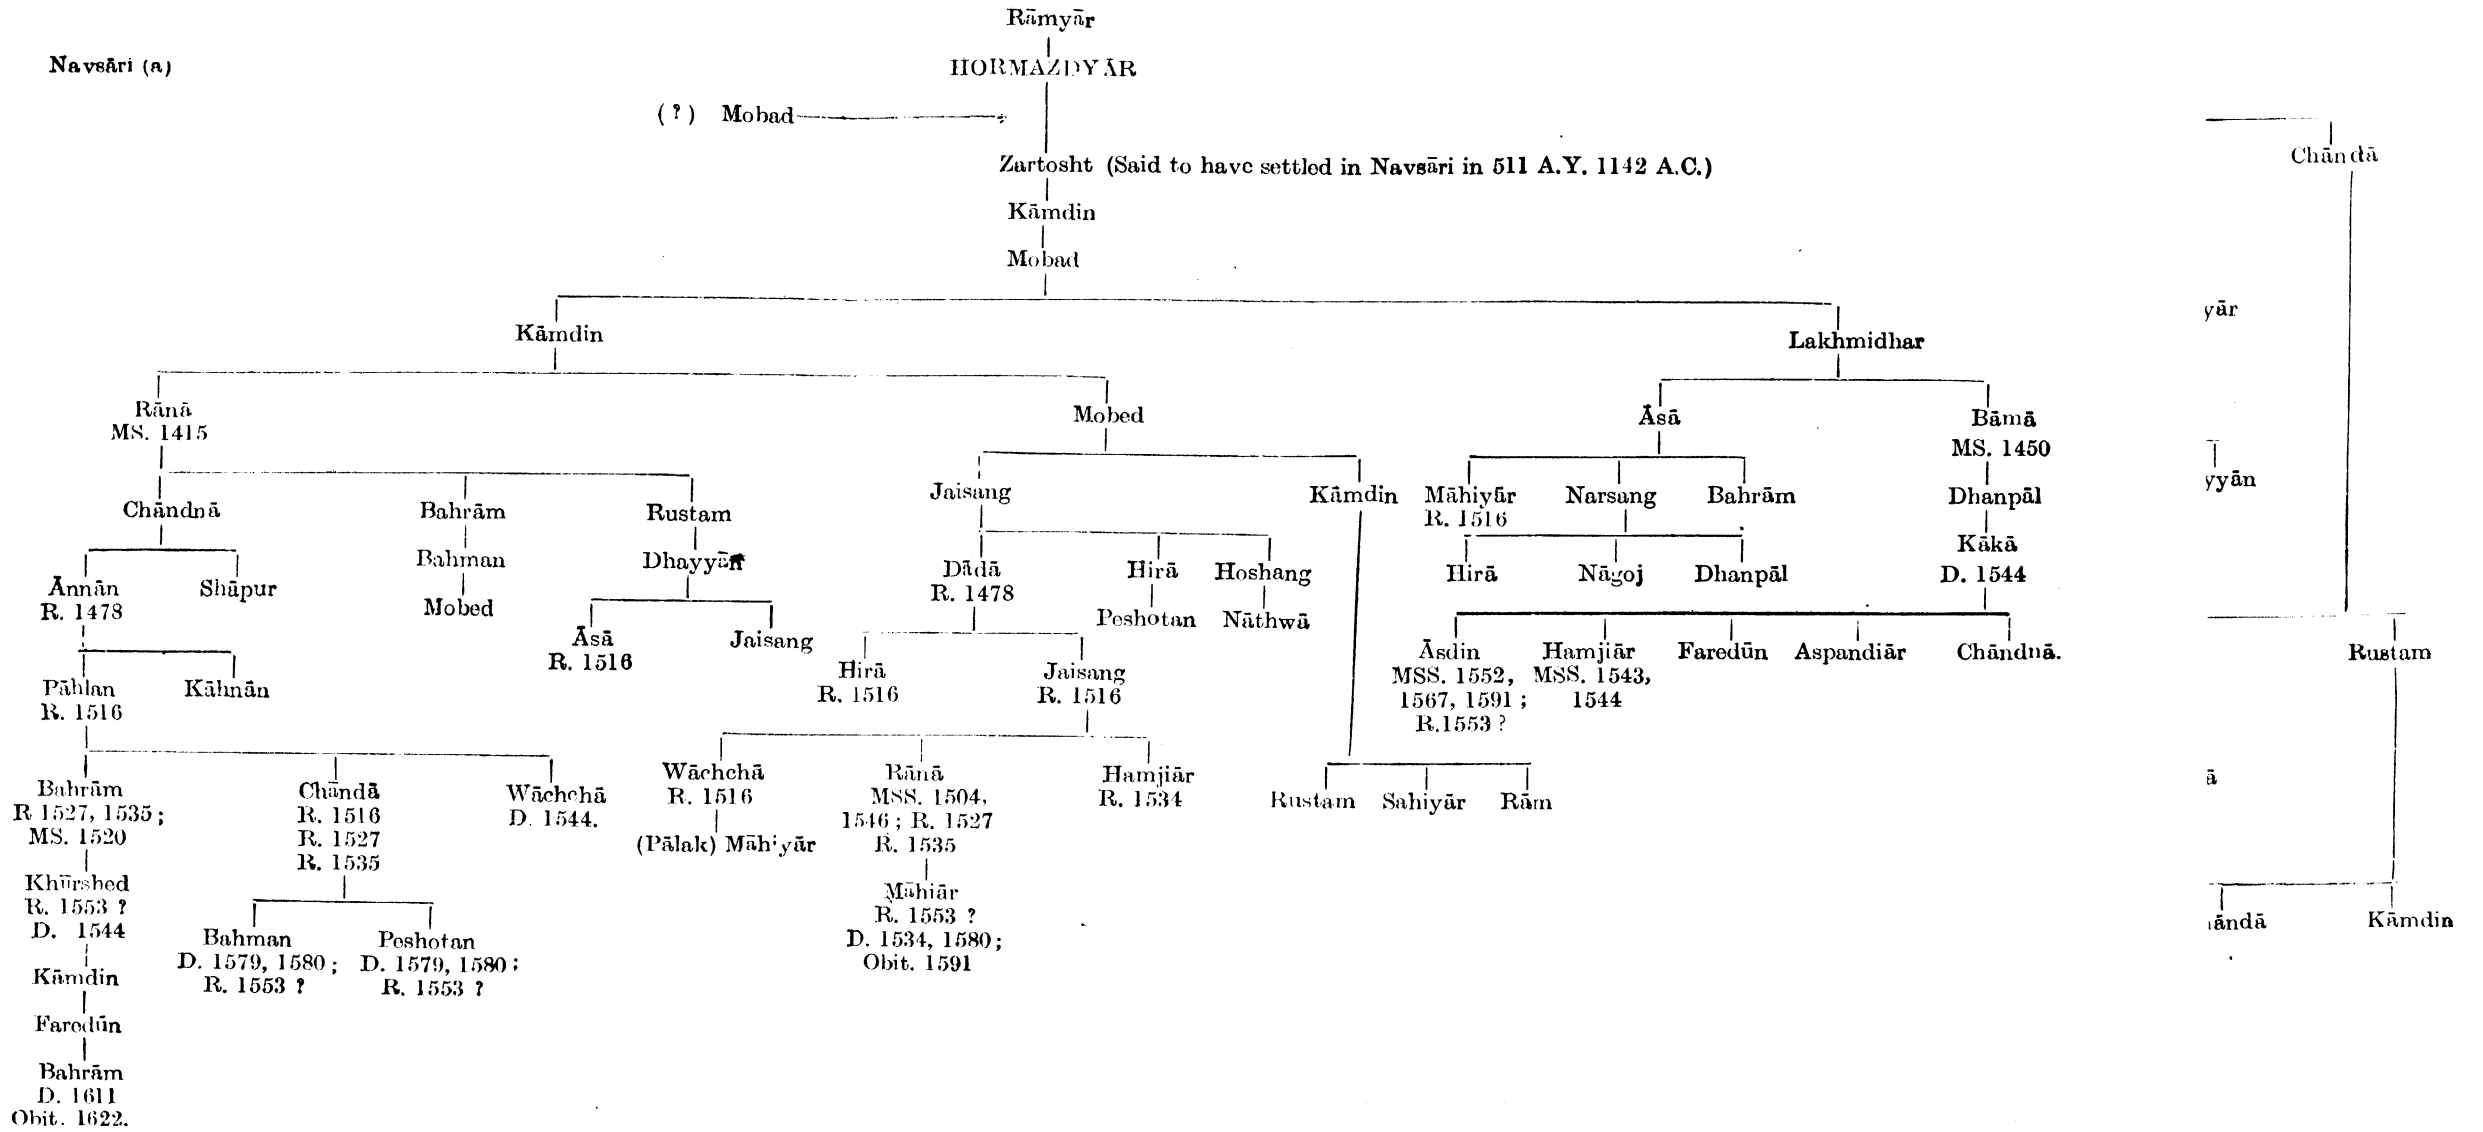 Rāmyār
Navsāri (a)
HORMAZDYĀR
(?) Mobad
Zartosht (Said to have settled in Navsāri in 511 A.Y. 1142 A.C.)
Chāndā
Kāmdin
Mobad
yār
Kāmdin
Lakhmidhar
Rānā
MS. 1415
Mobed
Āsā
Bāmā
MS. 1450
yyān
Chāndnā
Bahrām
Rustam
Jaisang
Kāmdin
Māhiyār
R. 1516
Narsang
Bahrām
Dhanpāl
Annān
R. 1478
Shāpur
Bahman
Mobed
Dhayyān
Dādā
R. 1478
Hirā
Peshotan
Hoshang
Nāthwā
Hirā
Nāgoj
Dhanpāl
Kākā
D. 1544
Āsā
R. 1516
Jaisang
Hirā
R. 1516
Jaisang
R. 1516
Āsdin
MSS. 1552,
1567, 1591 ;
R.1553 ?
Hamjiār
MSS. 1543,
1544
Faredūn
Aspandiār
Chāndnā.
Rustam
Pāhlan
R. 1516
Kāhnān
Bahrām
R 1527, 1535 ;
MS. 1520
Chāndā
R. 1516
R. 1527
R. 1535
Wāchchā
D. 1544.
Wāchchā
R. 1516
(Pālak) Māhiyār
Rānā
MSS. 1504,
1546 ; R. 1527
R. 1535
Hamjiār
R. 1534
Rustam
Sahiyār
Rām
ā
Khūrshed
R. 1553 ?
D. 1544
Bahman
D. 1579, 1580 ;
R. 1553 ?
Peshotan
D. 1579, 1580 ;
R. 1553 ?
Māhiār
R. 1553 ?
D. 1534, 1580 ;
Obit. 1591
āndā
Kāmdin
Kāmdin
Faredūn
Bahrām
D. 1611
Obit. 1622.